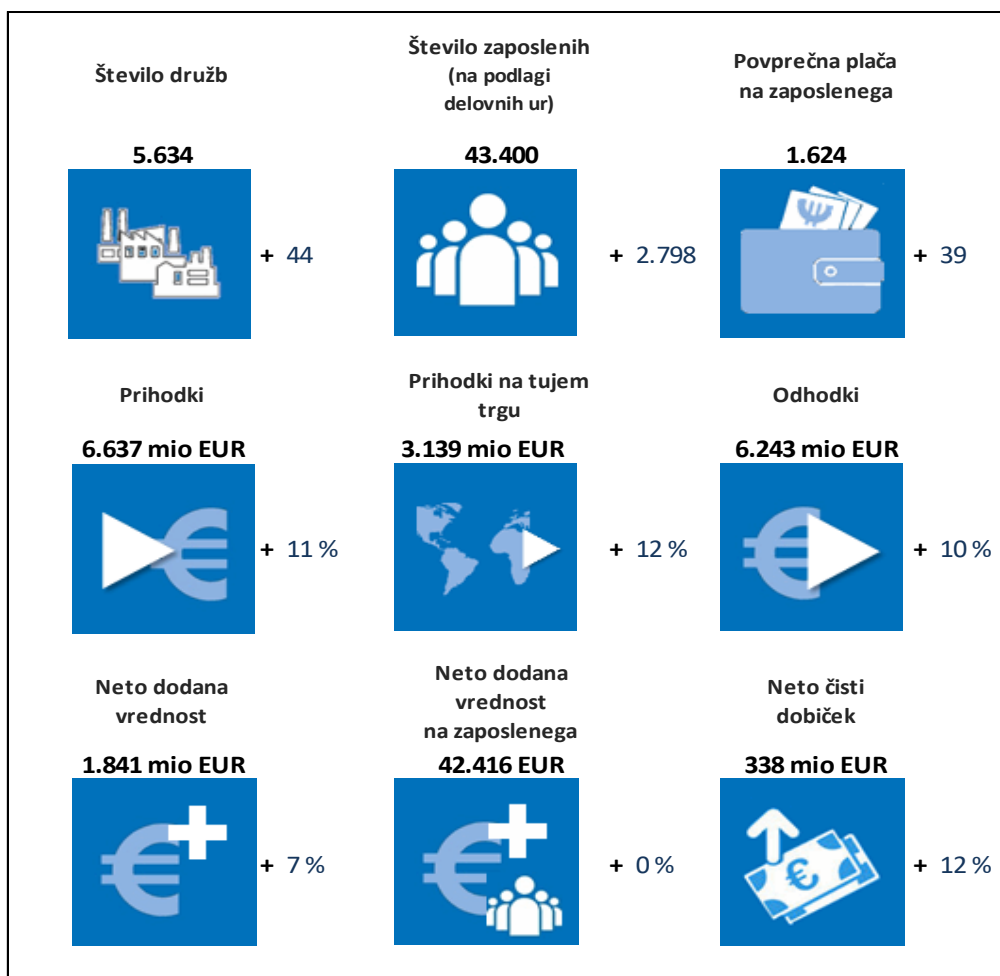 Število družb
5.634
+ 44
Število zaposlenih
(na podlagi
delovnih ur)
43.400
+ 2.798
Povprečna plača
na zaposlenega
1.624
+ 39
Prihodki
6.637 mio EUR
+ 11 %
Prihodki na tujem
trgu
3.139 mio EUR
+ 12 %
Odhodki
6.243 mio EUR
+ 10 %
Neto dodana
vrednost
1.841 mio EUR
+ 7 %
Neto dodana
vrednost
na zaposlenega
42.416 EUR
+ 0 %
Neto čisti
dobiček
338 mio EUR
+ 12 %